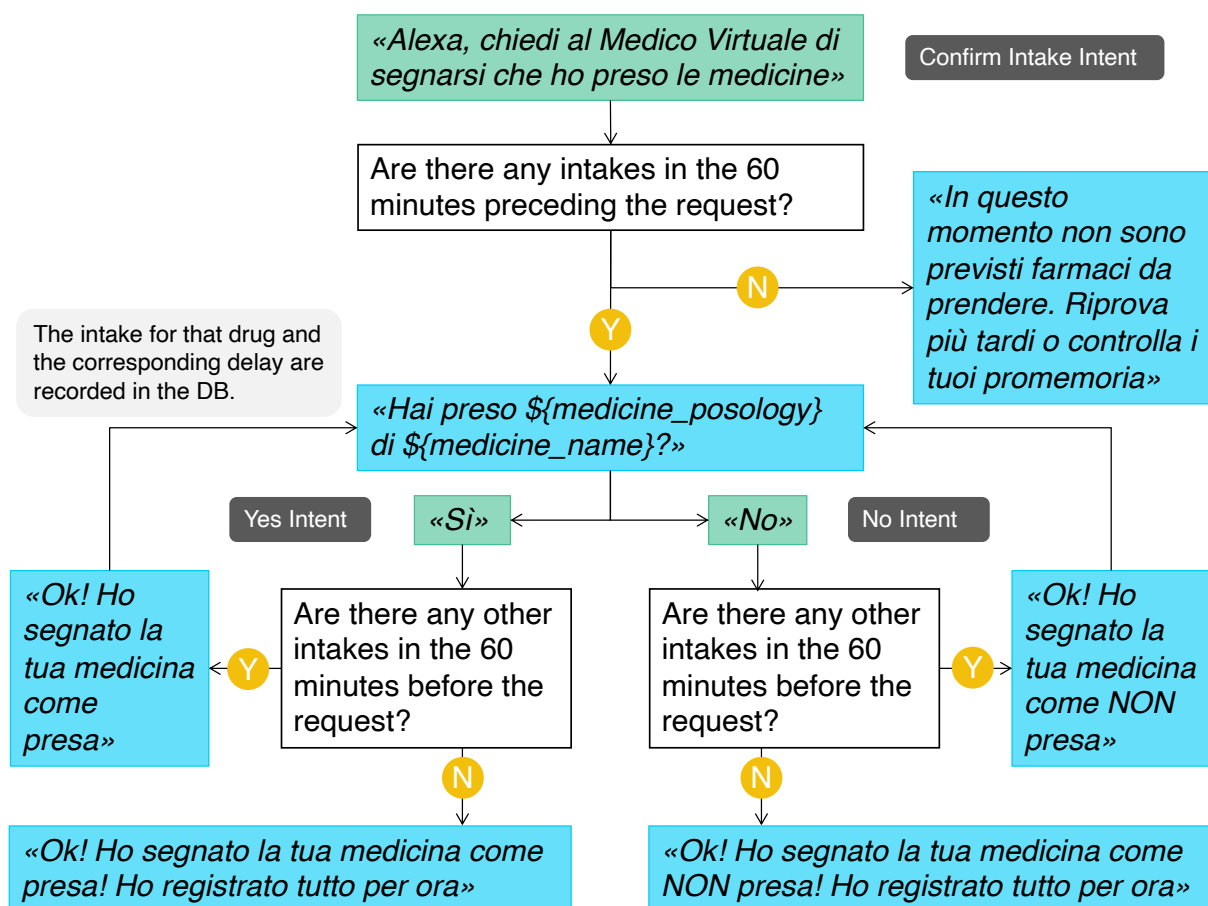 «Alexa, chiedi al Medico Virtuale di
segnarsi che ho preso le medicine»
Confirm Intake Intent
Are there any intakes in the 60
minutes preceding the request?
«In questo
momento non sono
previsti farmaci da
prendere. Riprova
più tardi o controlla i
tuoi promemoria»
N
Y
The intake for that drug and
the corresponding delay are
recorded in the DB.
«Hai preso ${medicine_posology}
di ${medicine_name}?»
Yes Intent
«Sì»
«No»
No Intent
«Ok! Ho
segnato la
tua medicina
come
presa»
Y
Are there any other
intakes in the 60
minutes before the
request?
Are there any other
intakes in the 60
minutes before the
request?
Y
«Ok! Ho
segnato la
tua medicina
come NON
presa»
N
N
«Ok! Ho segnato la tua medicina come
presa! Ho registrato tutto per ora»
«Ok! Ho segnato la tua medicina come
NON presa! Ho registrato tutto per ora»